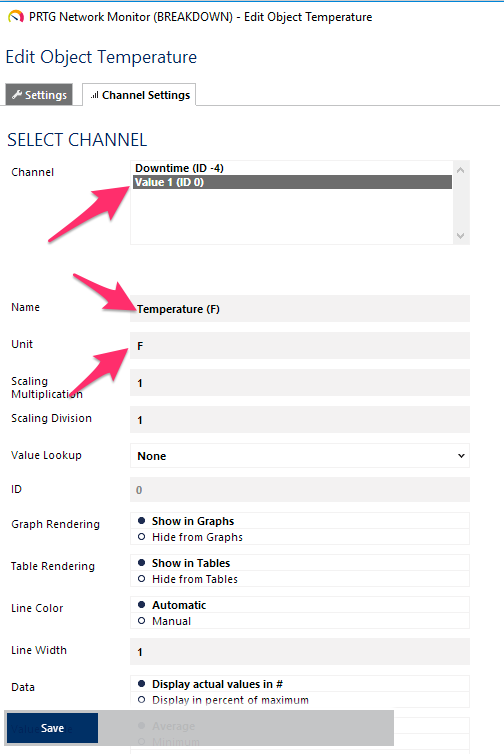 PRTG Network Monitor (BREAKDOWN) - Edit Object Temperature
Edit Object Temperature
Settings
Channel Settings
SELECT CHANNEL
Channel
Downtime (ID -4)
Value 1 (ID 0)
Name
Temperature (F)
Unit
F
Scaling
Multiplication
1
Scaling Division
1
Value Lookup
None
ID
0
Graph Rendering
Show in Graphs
Hide from Graphs
Table Rendering
Show in Tables
Hide from Tables
Line Color
Automatic
Manual
Line Width
1
Data
Display actual values in #
Display in percent of maximum
Save
Average
Minimum